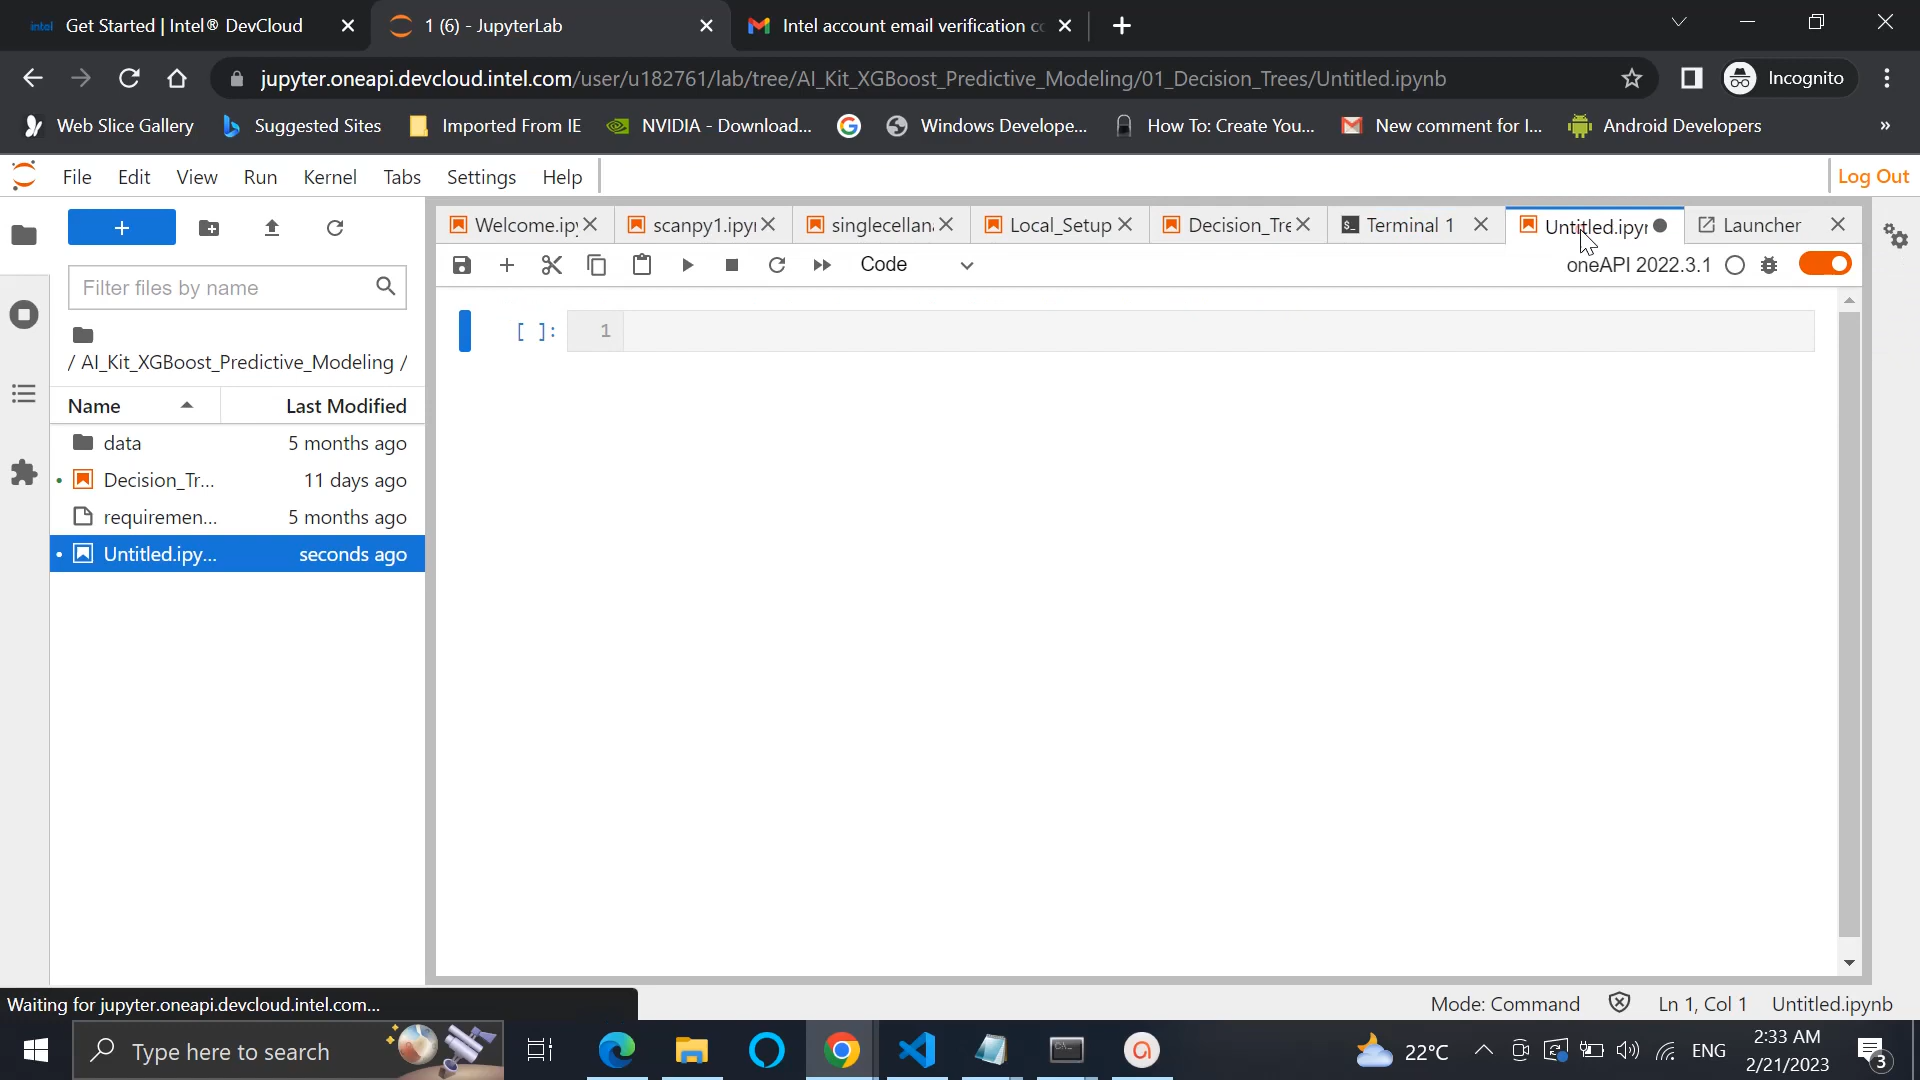 intel Get Started | Intel® DevCloud
1 (6) - JupyterLab
Intel account email verification co
jupyter.oneapi.devcloud.intel.com/user/u182761/lab/tree/AI_Kit_XGBoost_Predictive_Modeling/01_Decision_Trees/Untitled.ipynb
Incognito
Web Slice Gallery
Suggested Sites
Imported From IE
NVIDIA - Download...
Windows Develope...
How To: Create You...
New comment for I...
Android Developers
»
File Edit View Run Kernel Tabs Settings Help
Log Out
Welcome.ipy
scanpy1.ipyn
singlecellana
Local_Setup
Decision_Tre
Terminal 1
Untitled.ipyn
Launcher
Code
oneAPI 2022.3.1
Filter files by name
/ AI_Kit_XGBoost_Predictive_Modeling /
Name Last Modified
data 5 months ago
Decision_Tr... 11 days ago
requiremen... 5 months ago
Untitled.ipy... seconds ago
[ ]: 1
Waiting for jupyter.oneapi.devcloud.intel.com...
Mode: Command
Ln 1, Col 1
Untitled.ipynb
Type here to search
22°C
ENG
2:33 AM
2/21/2023
3